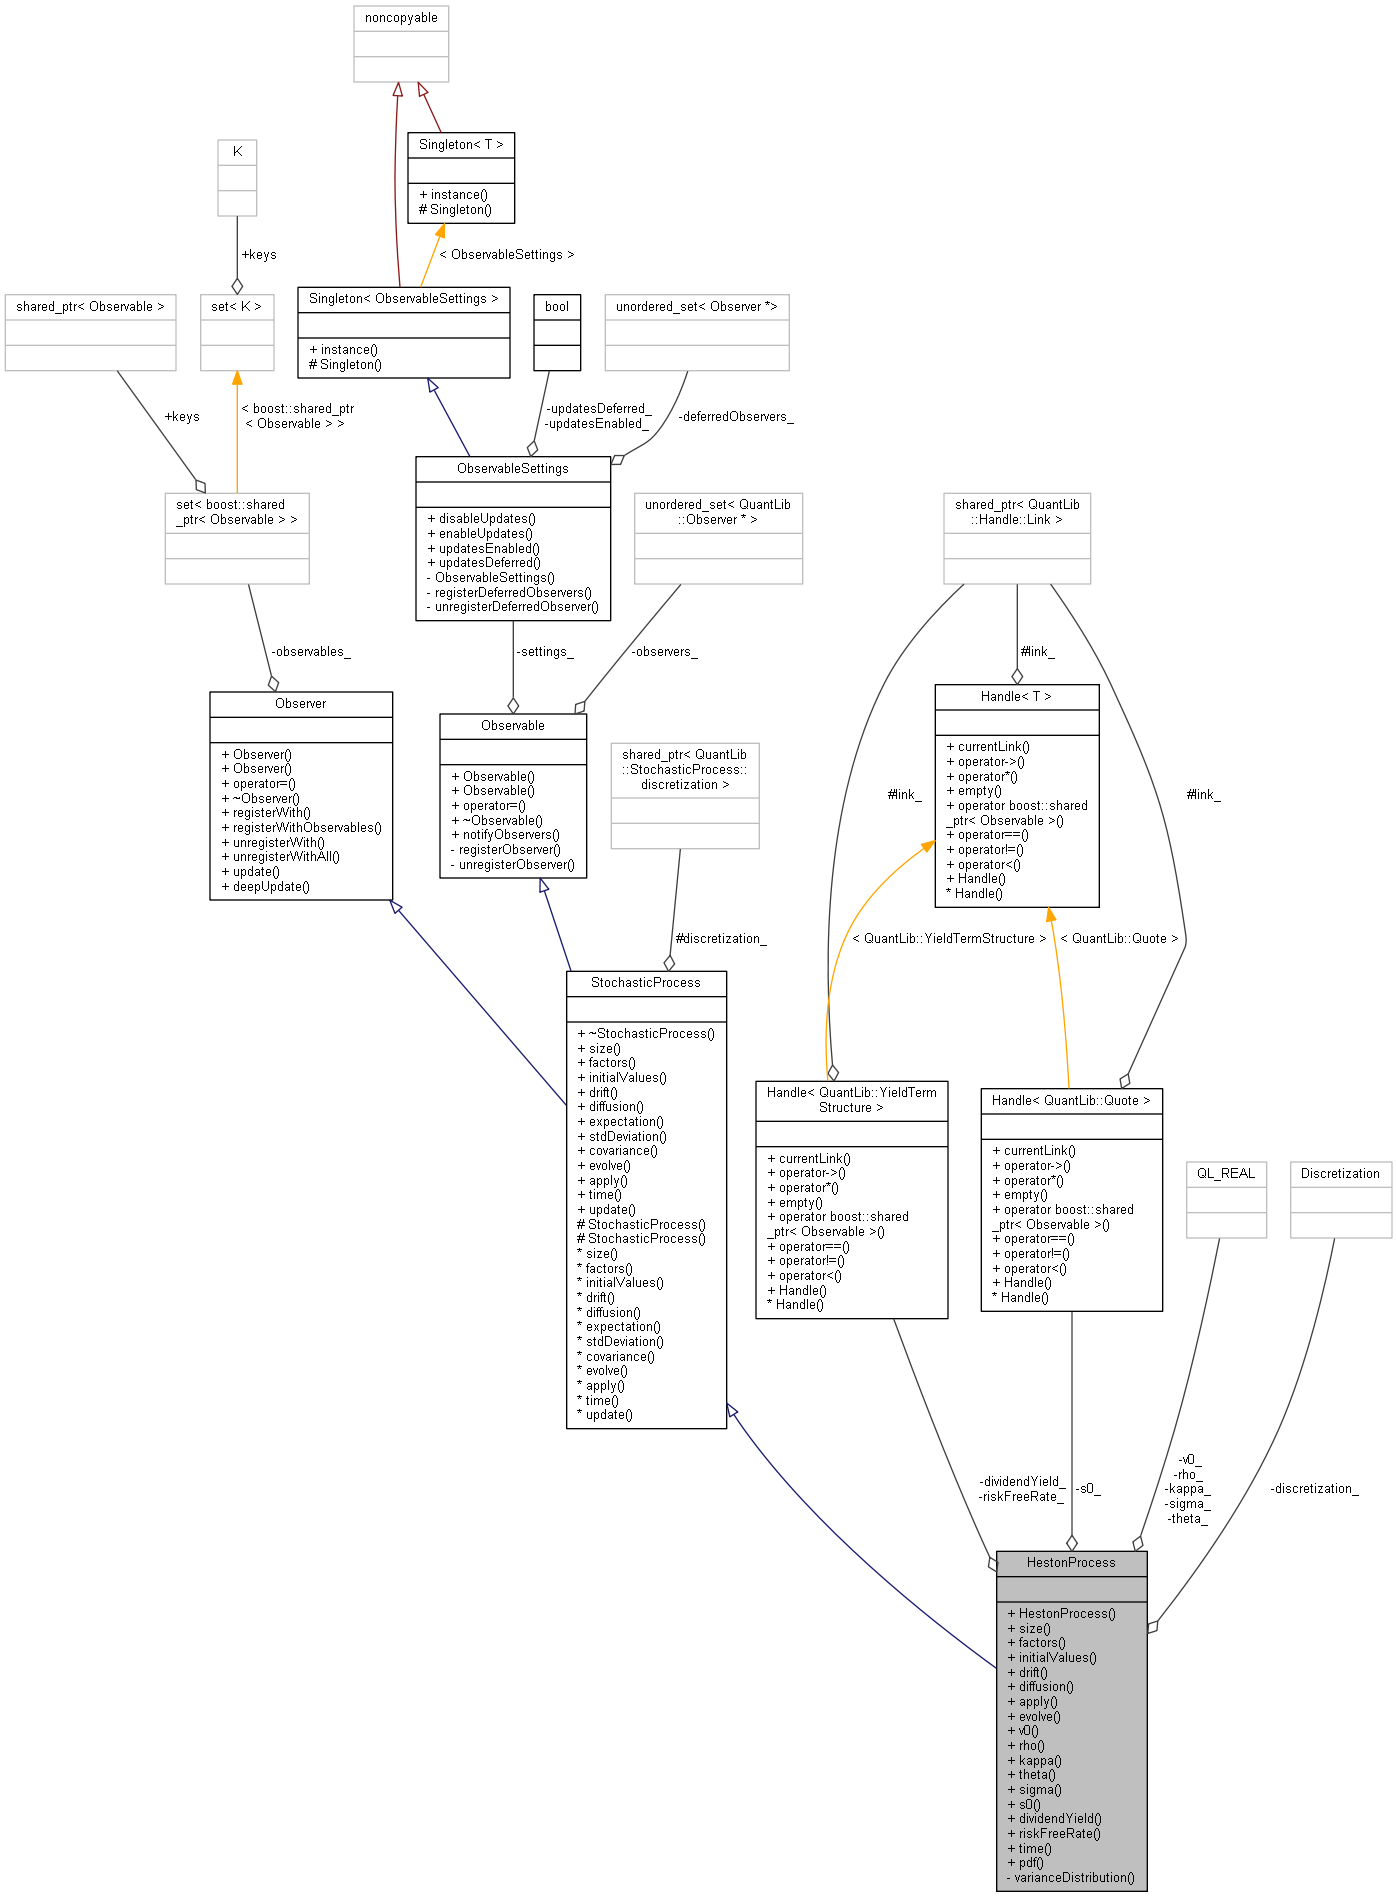 noncopyable
Singleton< T >
+ instance()
# Singleton()
K
+keys
< ObservableSettings >
shared_ptr< Observable >
set< K >
Singleton< ObservableSettings >
+ instance()
# Singleton()
bool
unordered_set< Observer *>
+keys
< boost::shared_ptr
< Observable > >
-updatesDeferred_
-updatesEnabled_
-deferredObservers_
set< boost::shared
_ptr< Observable > >
ObservableSettings
+ disableUpdates()
+ enableUpdates()
+ updatesEnabled()
+ updatesDeferred()
- ObservableSettings()
- registerDeferredObservers()
- unregisterDeferredObserver()
unordered_set< QuantLib
::Observer * >
shared_ptr< QuantLib
::Handle::Link >
-observables_
-settings_
-observers_
#link_
Observer
+ Observer()
+ Observer()
+ operator=()
+ ~Observer()
+ registerWith()
+ registerWithObservables()
+ unregisterWith()
+ unregisterWithAll()
+ update()
+ deepUpdate()
Observable
+ Observable()
+ Observable()
+ operator=()
+ ~Observable()
+ notifyObservers()
- registerObserver()
- unregisterObserver()
shared_ptr< QuantLib
::StochasticProcess::
discretization >
#link_
Handle< T >
+ currentLink()
+ operator->()
+ operator*()
+ empty()
+ operator boost::shared
_ptr< Observable >()
+ operator==()
+ operator!=()
+ operator<()
+ Handle()
* Handle()
#link_
#discretization_
< QuantLib::YieldTermStructure >
< QuantLib::Quote >
StochasticProcess
+ ~StochasticProcess()
+ size()
+ factors()
+ initialValues()
+ drift()
+ diffusion()
+ expectation()
+ stdDeviation()
+ covariance()
+ evolve()
+ apply()
+ time()
+ update()
# StochasticProcess()
# StochasticProcess()
* size()
* factors()
* initialValues()
* drift()
* diffusion()
* expectation()
* stdDeviation()
* covariance()
* evolve()
* apply()
* time()
* update()
Handle< QuantLib::YieldTerm
Structure >
+ currentLink()
+ operator->()
+ operator*()
+ empty()
+ operator boost::shared
_ptr< Observable >()
+ operator==()
+ operator!=()
+ operator<()
+ Handle()
* Handle()
Handle< QuantLib::Quote >
+ currentLink()
+ operator->()
+ operator*()
+ empty()
+ operator boost::shared
_ptr< Observable >()
+ operator==()
+ operator!=()
+ operator<()
+ Handle()
* Handle()
QL_REAL
Discretization
-dividendYield_
-riskFreeRate_
-s0_
-v0_
-rho_
-kappa_
-sigma_
-theta_
-discretization_
HestonProcess
+ HestonProcess()
+ size()
+ factors()
+ initialValues()
+ drift()
+ diffusion()
+ apply()
+ evolve()
+ v0()
+ rho()
+ kappa()
+ theta()
+ sigma()
+ s0()
+ dividendYield()
+ riskFreeRate()
+ time()
+ pdf()
- varianceDistribution()